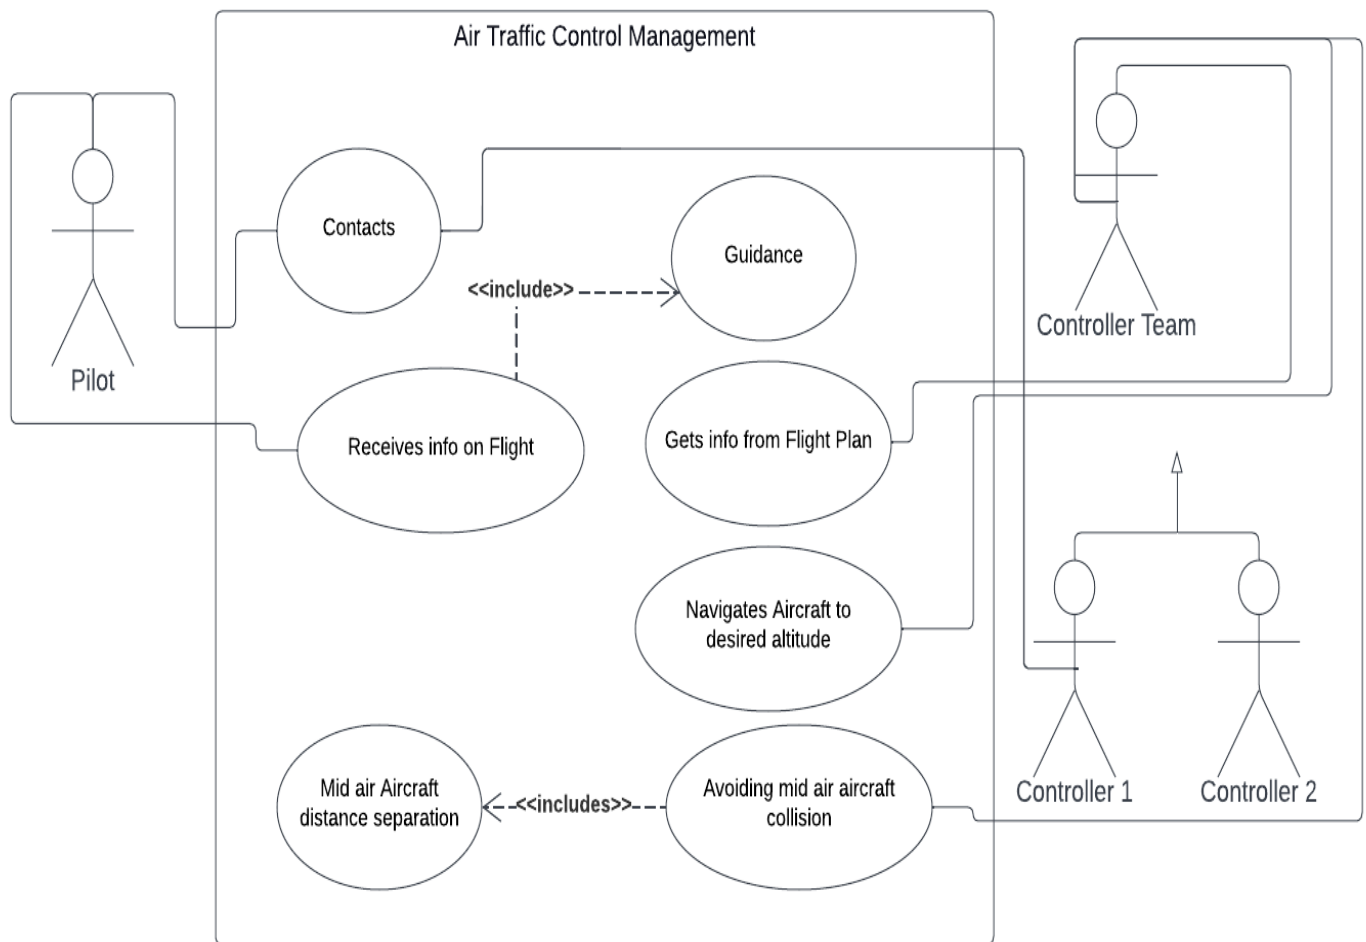 Air Traffic Control Management
Contacts
Guidance
<<include>>
Controller Team
Pilot
Receives info on Flight
Gets info from Flight Plan
Navigates Aircraft to
desired altitude
Mid air Aircraft
distance separation
<<includes>>
Avoiding mid air aircraft
collision
Controller 1
Controller 2